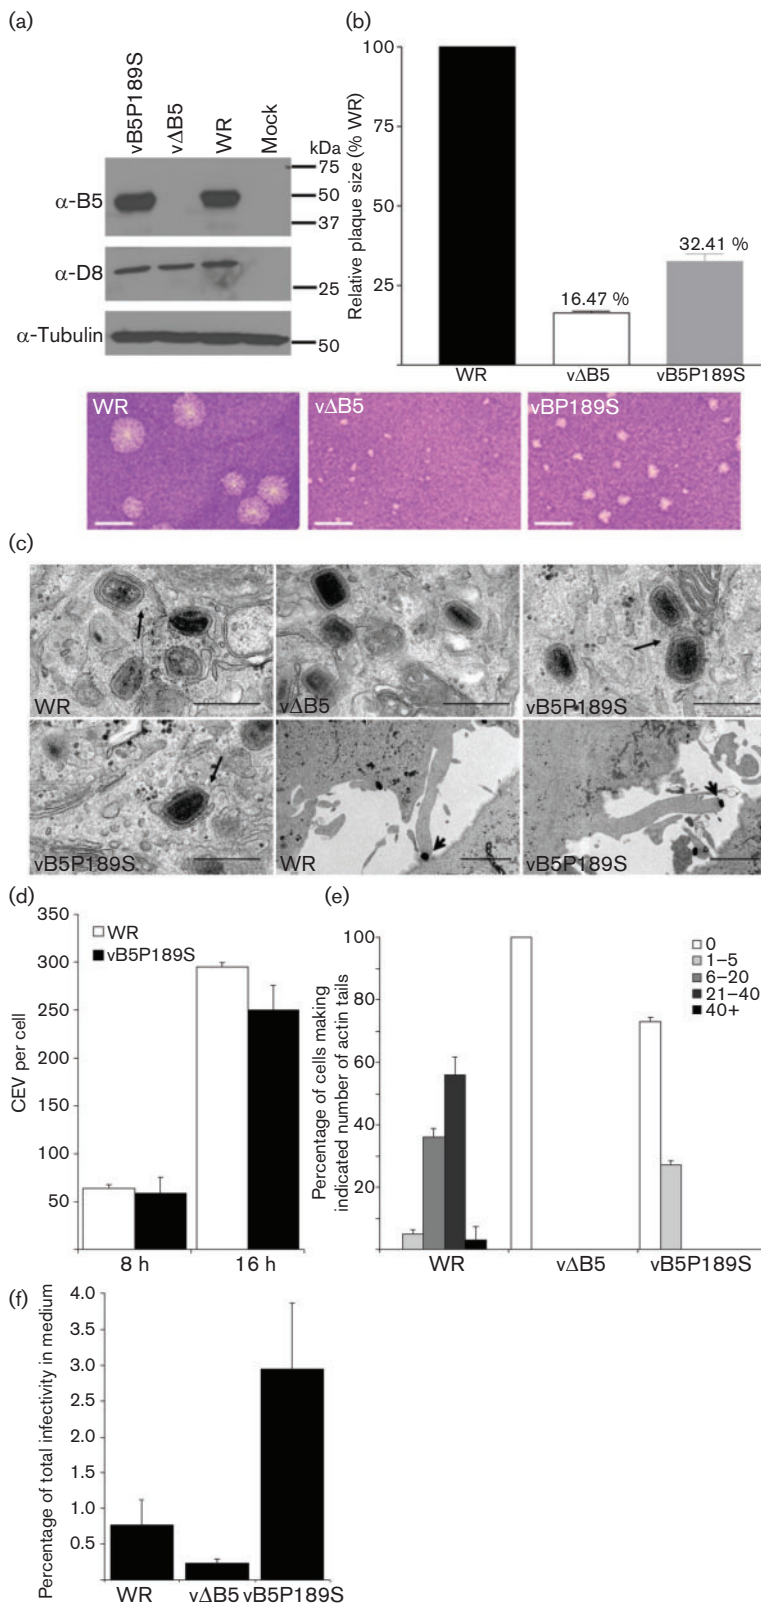 (a)
vB5P189S
vΔB5
WR
Mock
kDa
α-B5
75
50
37
α-D8
25
α-Tubulin
50
(b)
Relative plaque size (% WR)
100
75
50
25
16.47 %
32.41 %
WR
vΔB5
vB5P189S
WR
vΔB5
vBP189S
(c)
WR
vΔB5
vB5P189S
vB5P189S
WR
vB5P189S
(d)
CEV per cell
350
300
250
200
150
100
50
WR
vB5P189S
8 h
16 h
(e)
Percentage of cells making
indicated number of actin tails
100
80
60
40
20
0
1–5
6–20
21–40
40+
WR
vΔB5
vB5P189S
(f)
Percentage of total infectivity in medium
4.0
3.5
3.0
2.5
2.0
1.5
1.0
0.5
WR
vΔB5
vB5P189S